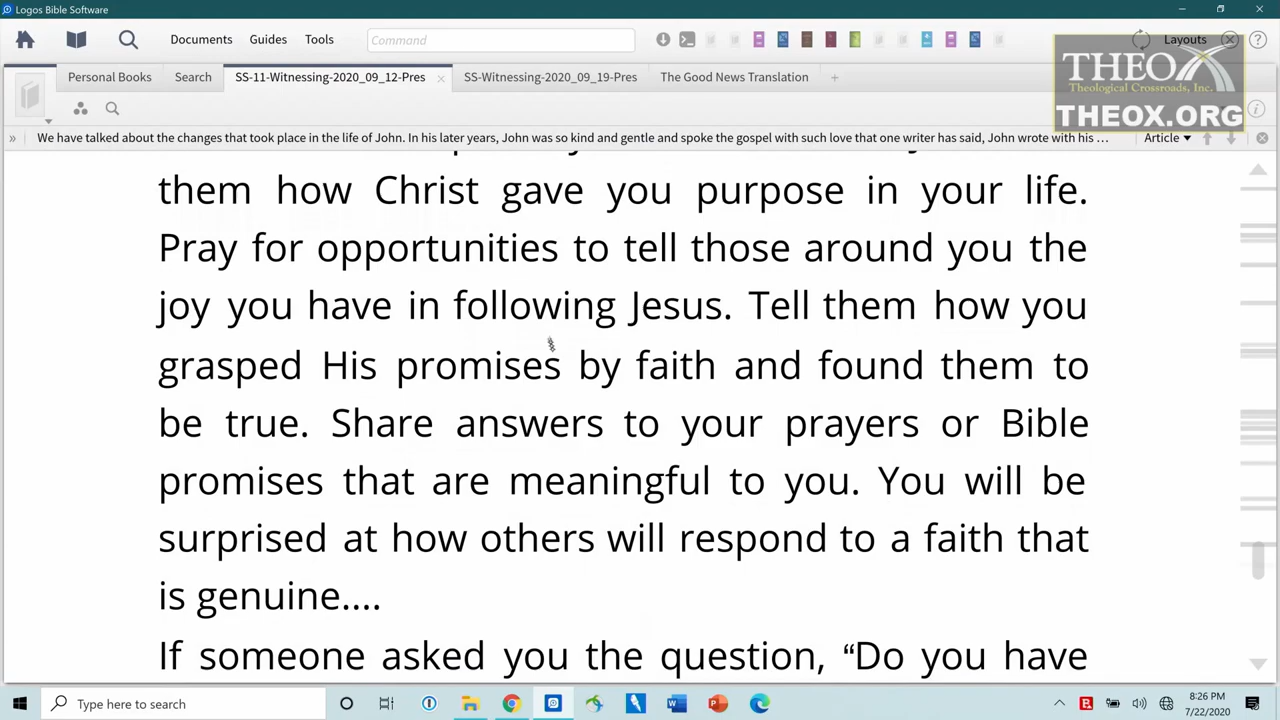 Logos Bible Software
Documents Guides Tools Command Layouts
THEOX
Theological Crossroads, Inc.
THEOX.ORG
Personal Books Search SS-11-Witnessing-2020_09_12-Pres SS-Witnessing-2020_09_19-Pres The Good News Translation
We have talked about the changes that took place in the life of John. In his later years, John was so kind and gentle and spoke the gospel with such love that one writer has said, John wrote with his … Article
them how Christ gave you purpose in your life.
Pray for opportunities to tell those around you the
joy you have in following Jesus. Tell them how you
grasped His promises by faith and found them to
be true. Share answers to your prayers or Bible
promises that are meaningful to you. You will be
surprised at how others will respond to a faith that
is genuine....
If someone asked you the question, “Do you have
Type here to search
8:26 PM
7/22/2020